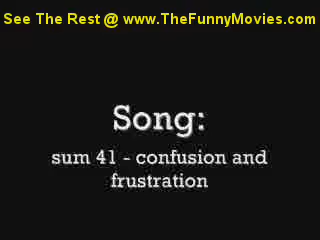 See The Rest @ www.TheFunnyMovies.com
Song:
sum 41 - confusion and
frustration